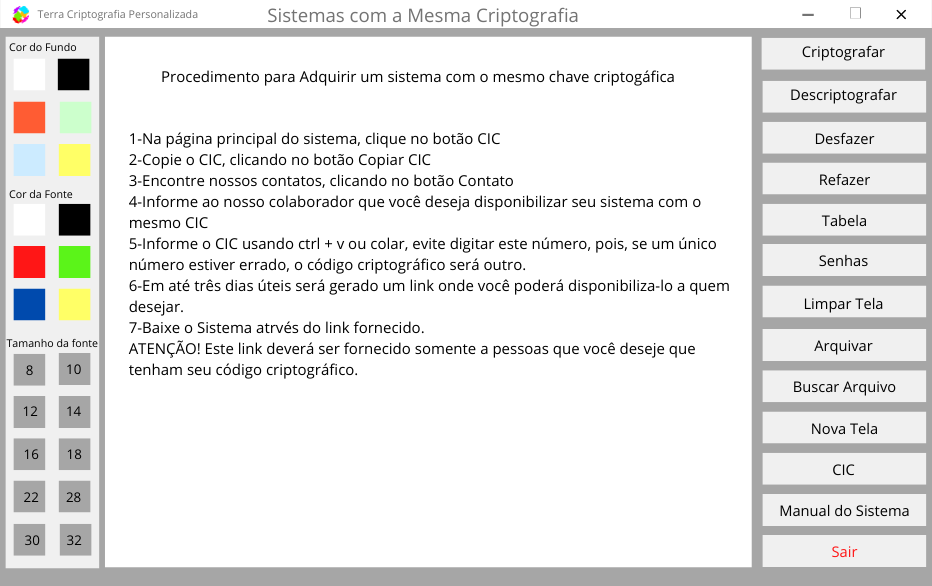 Terra Criptografia Personalizada
Sistemas com a Mesma Criptografia
Cor do Fundo
Cor da Fonte
Tamanho da fonte
8 10
12 14
16 18
22 28
30 32
Procedimento para Adquirir um sistema com o mesmo chave criptogáfica
1-Na página principal do sistema, clique no botão CIC
2-Copie o CIC, clicando no botão Copiar CIC
3-Encontre nossos contatos, clicando no botão Contato
4-Informe ao nosso colaborador que você deseja disponibilizar seu sistema com o
mesmo CIC
5-Informe o CIC usando ctrl + v ou colar, evite digitar este número, pois, se um único
número estiver errado, o código criptográfico será outro.
6-Em até três dias úteis será gerado um link onde você poderá disponibiliza-lo a quem
desejar.
7-Baixe o Sistema atrvés do link fornecido.
ATENÇÃO! Este link deverá ser fornecido somente a pessoas que você deseje que
tenham seu código criptográfico.
Criptografar
Descriptografar
Desfazer
Refazer
Tabela
Senhas
Limpar Tela
Arquivar
Buscar Arquivo
Nova Tela
CIC
Manual do Sistema
Sair